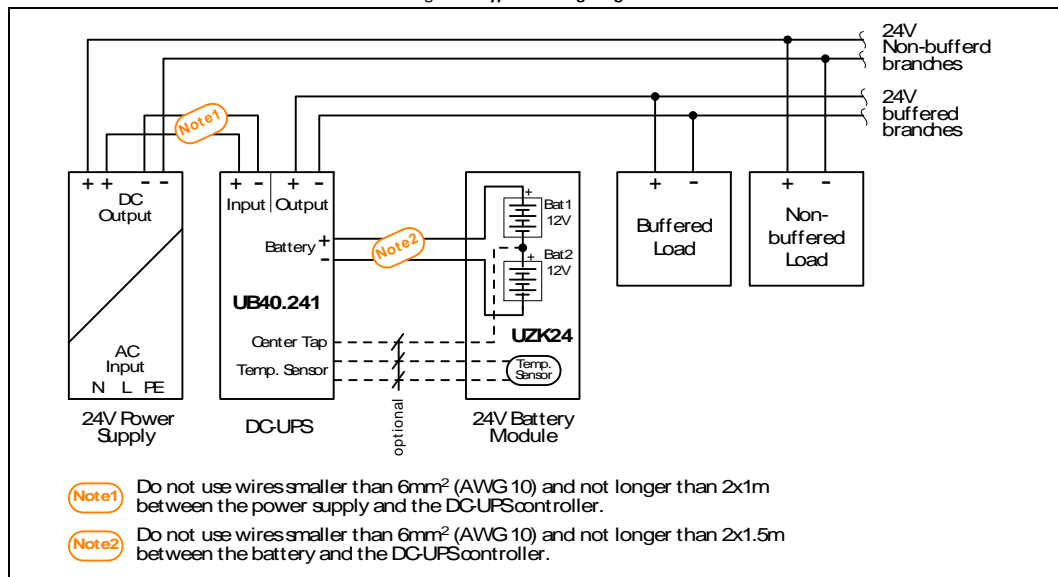 24V
Non-bufferd
branches
24V
buffered
branches
Note1
+ + - -
DC
Output
AC
Input
N L PE
24V Power
Supply
+ - + -
Input Output
Battery +
-
UB40.241
Center Tap
Temp. Sensor
DC-UPS
optional
Note2
+
Bat1
12V
+
Bat2
12V
UZK24
Temp.
Sensor
24V Battery
Module
+ -
Buffered
Load
+ -
Non-
buffered
Load
Note1 Do not use wires smaller than 6mm² (AWG 10) and not longer than 2x1m
between the power supply and the DC-UPS controller.
Note2 Do not use wires smaller than 6mm² (AWG 10) and not longer than 2x1.5m
between the battery and the DC-UPS controller.